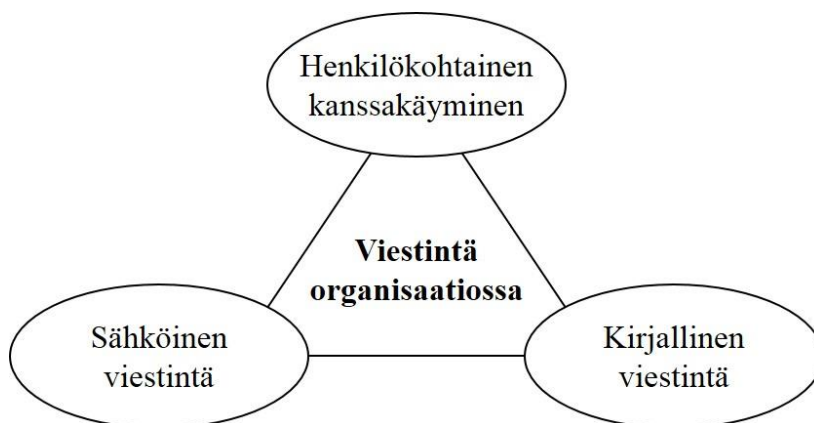 Henkilökohtainen
kanssakäyminen
Viestintä
organisaatiossa
Sähköinen
viestintä
Kirjallinen
viestintä